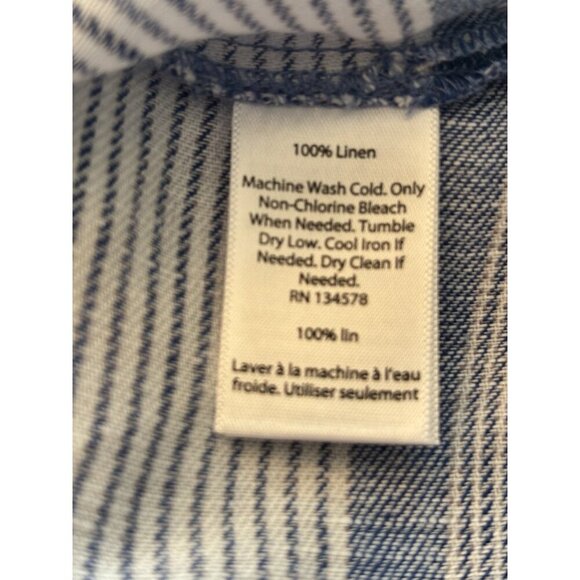 100% Linen
Machine Wash Cold. Only
Non-Chlorine Bleach
When Needed. Tumble
Dry Low. Cool Iron If
Needed. Dry Clean If
Needed.
RN 134578
100% lin
Laver à la machine à l'eau
froide. Utiliser seulement